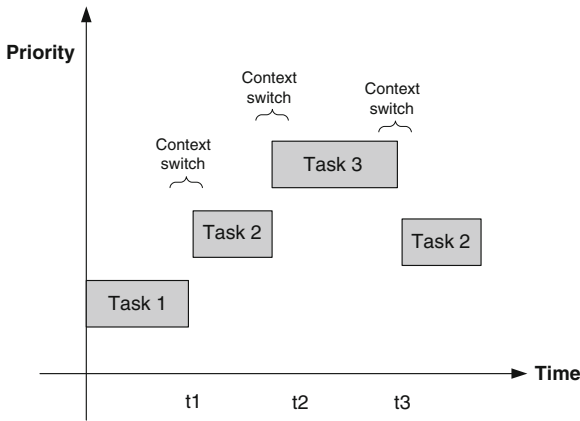 Priority
Context
switch
Context
switch
Context
switch
Task 3
Task 2
Task 2
Task 1
Time
t1
t2
t3